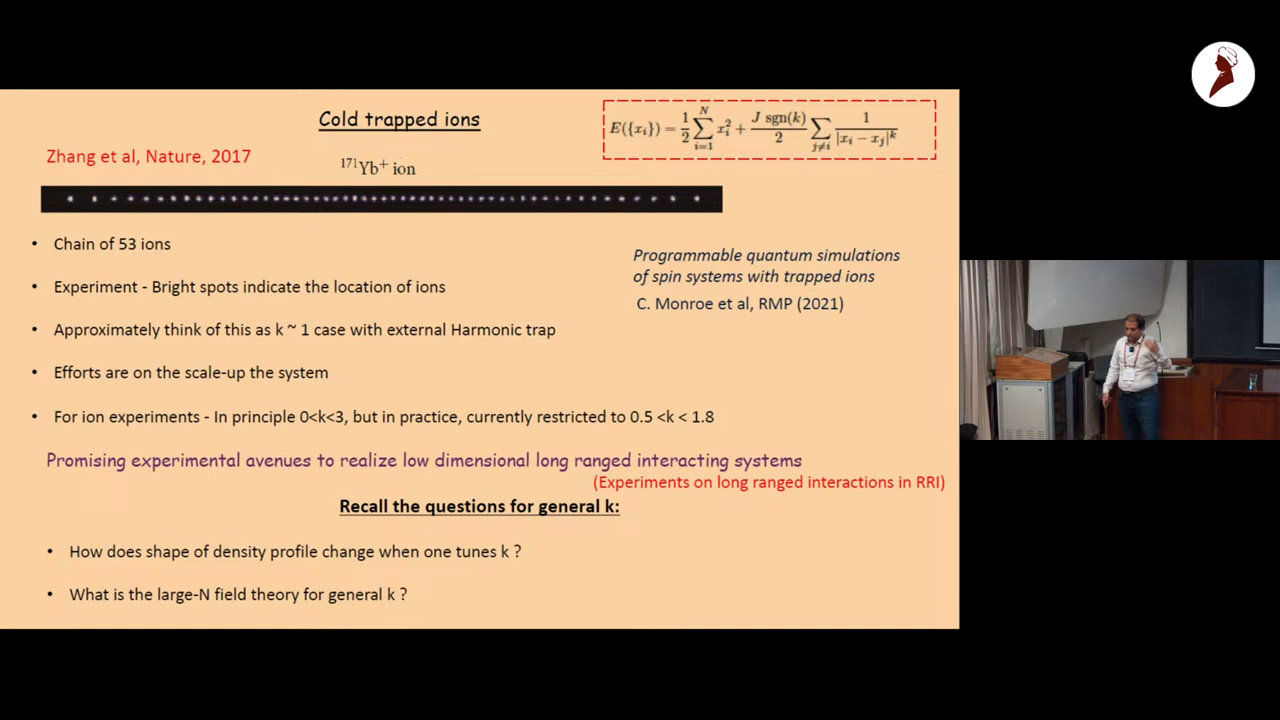 Cold trapped ions
E({x_i}) = \frac{1}{2} \sum_{i=1}^{N} x_i^2 + \frac{J sgn(k)}{2} \sum_{j≠i} \frac{1}{|x_i − x_j|^k}
Zhang et al, Nature, 2017
¹⁷¹Yb⁺ ion
• Chain of 53 ions
Programmable quantum simulations
of spin systems with trapped ions
• Experiment - Bright spots indicate the location of ions
C. Monroe et al, RMP (2021)
• Approximately think of this as k ~ 1 case with external Harmonic trap
• Efforts are on the scale-up the system
• For ion experiments - In principle 0<k<3, but in practice, currently restricted to 0.5 <k < 1.8
Promising experimental avenues to realize low dimensional long ranged interacting systems
(Experiments on long ranged interactions in RRI)
Recall the questions for general k:
• How does shape of density profile change when one tunes k ?
• What is the large-N field theory for general k ?